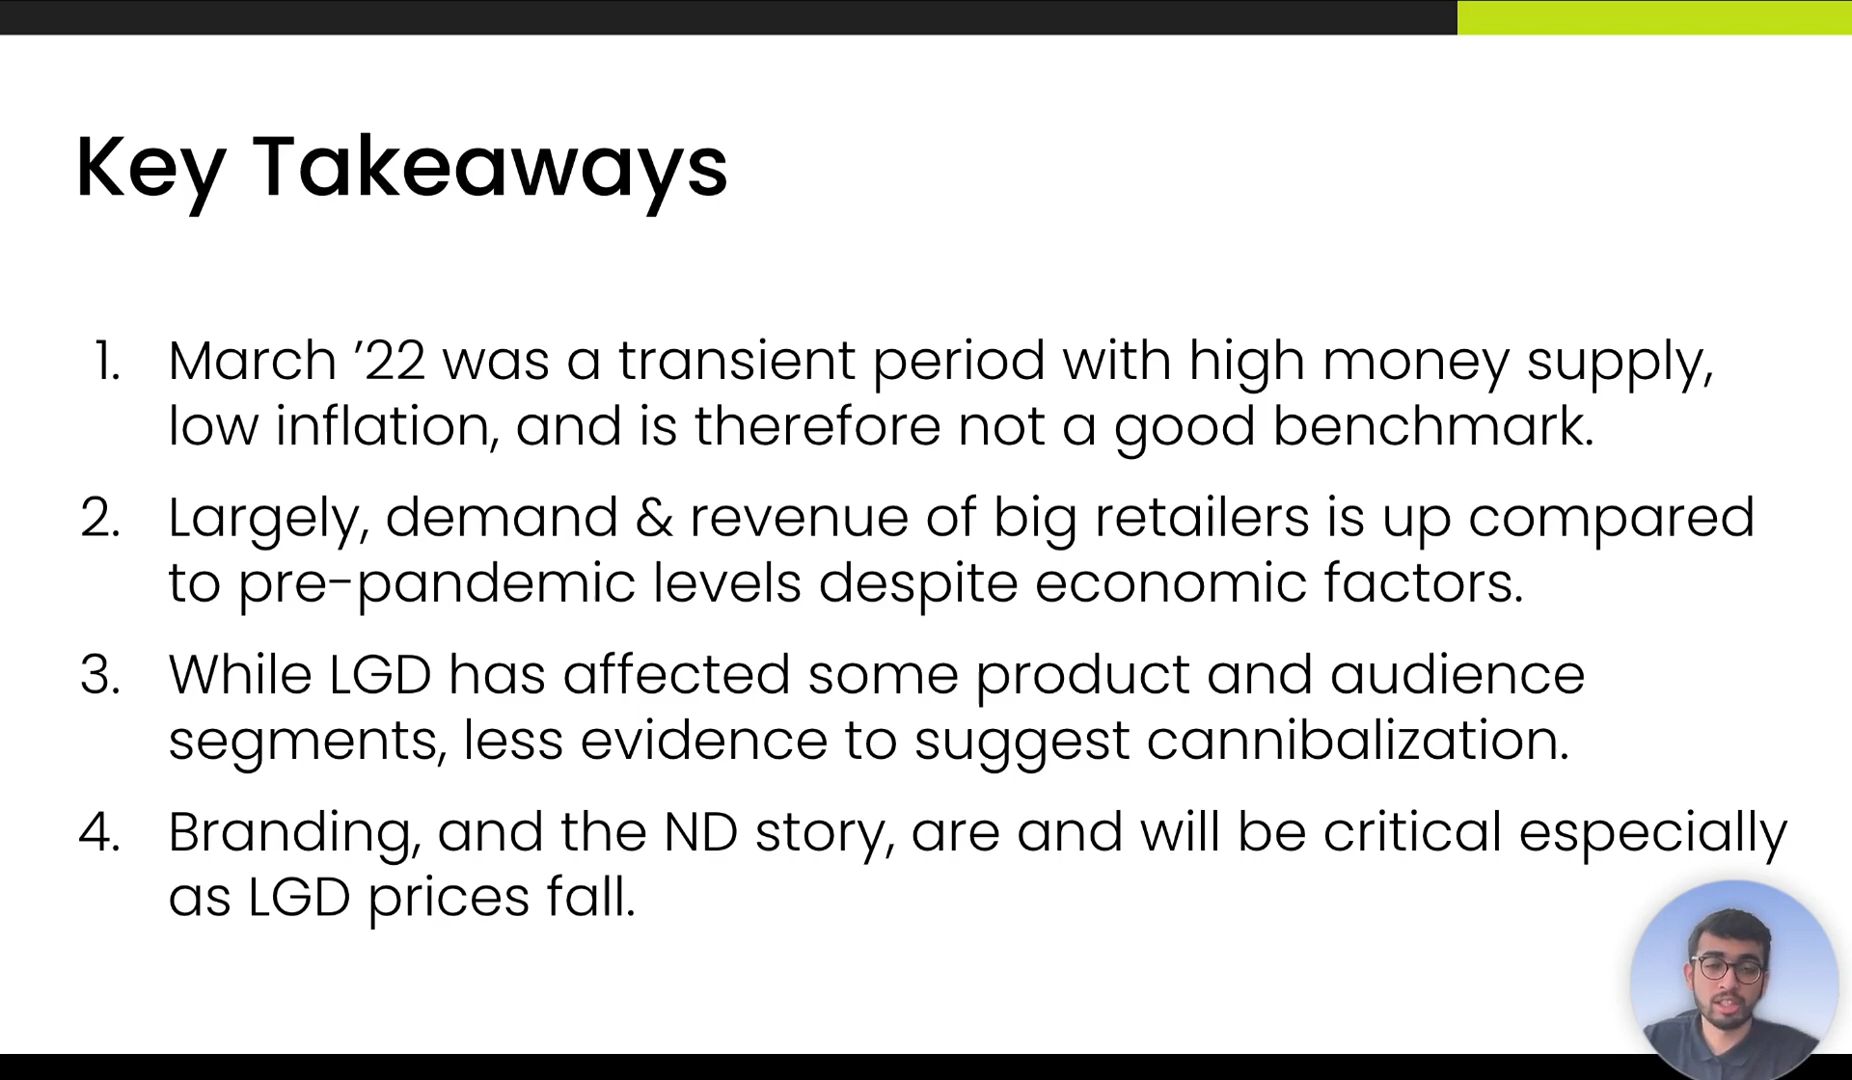 Key Takeaways
1. March ’22 was a transient period with high money supply,
low inflation, and is therefore not a good benchmark.
2. Largely, demand & revenue of big retailers is up compared
to pre-pandemic levels despite economic factors.
3. While LGD has affected some product and audience
segments, less evidence to suggest cannibalization.
4. Branding, and the ND story, are and will be critical especially
as LGD prices fall.